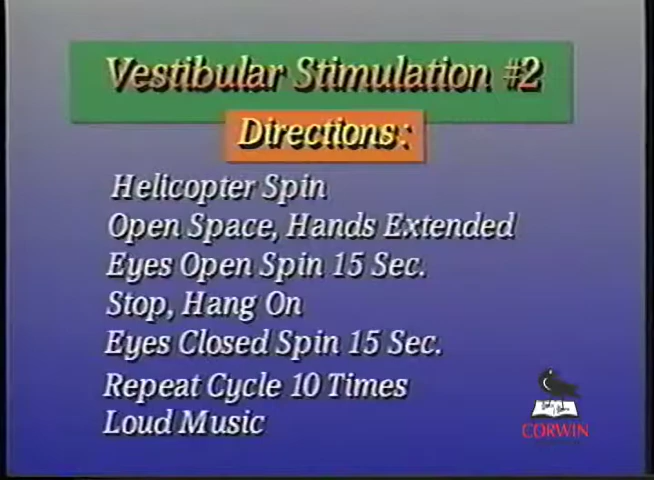 Vestibular Stimulation #2
Directions:
Helicopter Spin
Open Space, Hands Extended
Eyes Open Spin 15 Sec.
Stop, Hang On
Eyes Closed Spin 15 Sec.
Repeat Cycle 10 Times
Loud Music
CORWIN